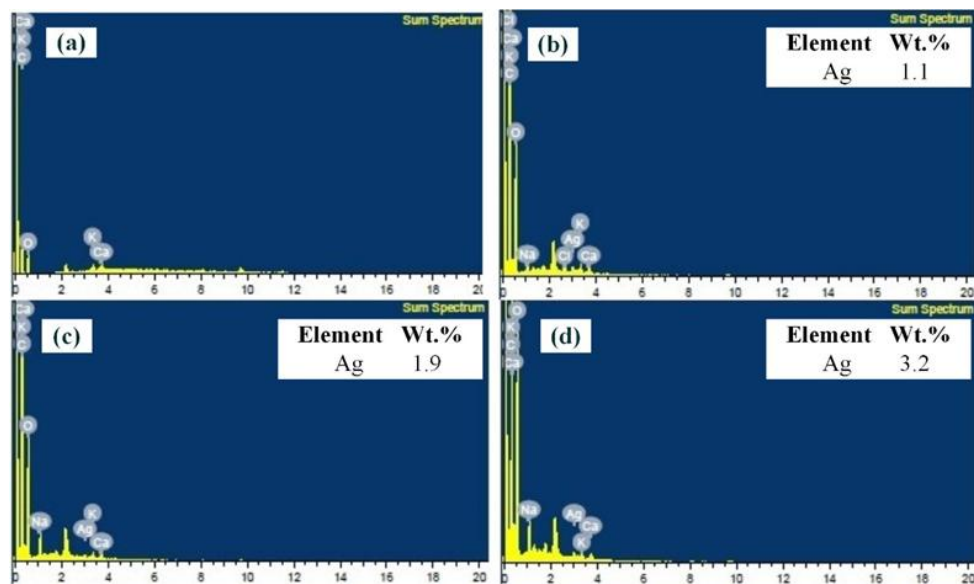 Sum Spectrum
(a)
Ca
K
C
O
K
Ca
0 2 4 6 8 10 12 14 16 18 20
Sum Spectrum
(b)
Element Wt.%
Ag 1.1
Cl
Ca
K
C
O
Na
Cl
Ag
K
Ca
0 2 4 6 8 10 12 14 16 18 20
Sum Spectrum
(c)
Element Wt.%
Ag 1.9
Ca
K
C
O
Na
Ag
K
Ca
0 2 4 6 8 10 12 14 16 18 20
Sum Spectrum
(d)
Element Wt.%
Ag 3.2
O
K
C
Ca
Na
Ag
Ca
K
0 2 4 6 8 10 12 14 16 18 20